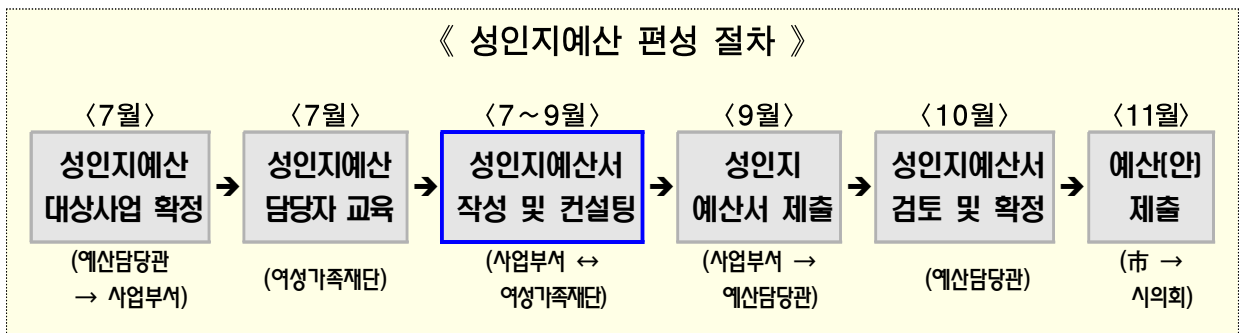 《 성인지예산 편성 절차 》
〈7월〉
성인지예산
대상사업 확정
(예산담당관
→ 사업부서)
➔
〈7월〉
성인지예산
담당자 교육
(여성가족재단)
➔
〈7～9월〉
성인지예산서
작성 및 컨설팅
(사업부서 ↔
여성가족재단)
➔
〈9월〉
성인지
예산서 제출
(사업부서 →
예산담당관)
➔
〈10월〉
성인지예산서
검토 및 확정
(예산담당관)
➔
〈11월〉
예산(안)
제출
(市 →
시의회)